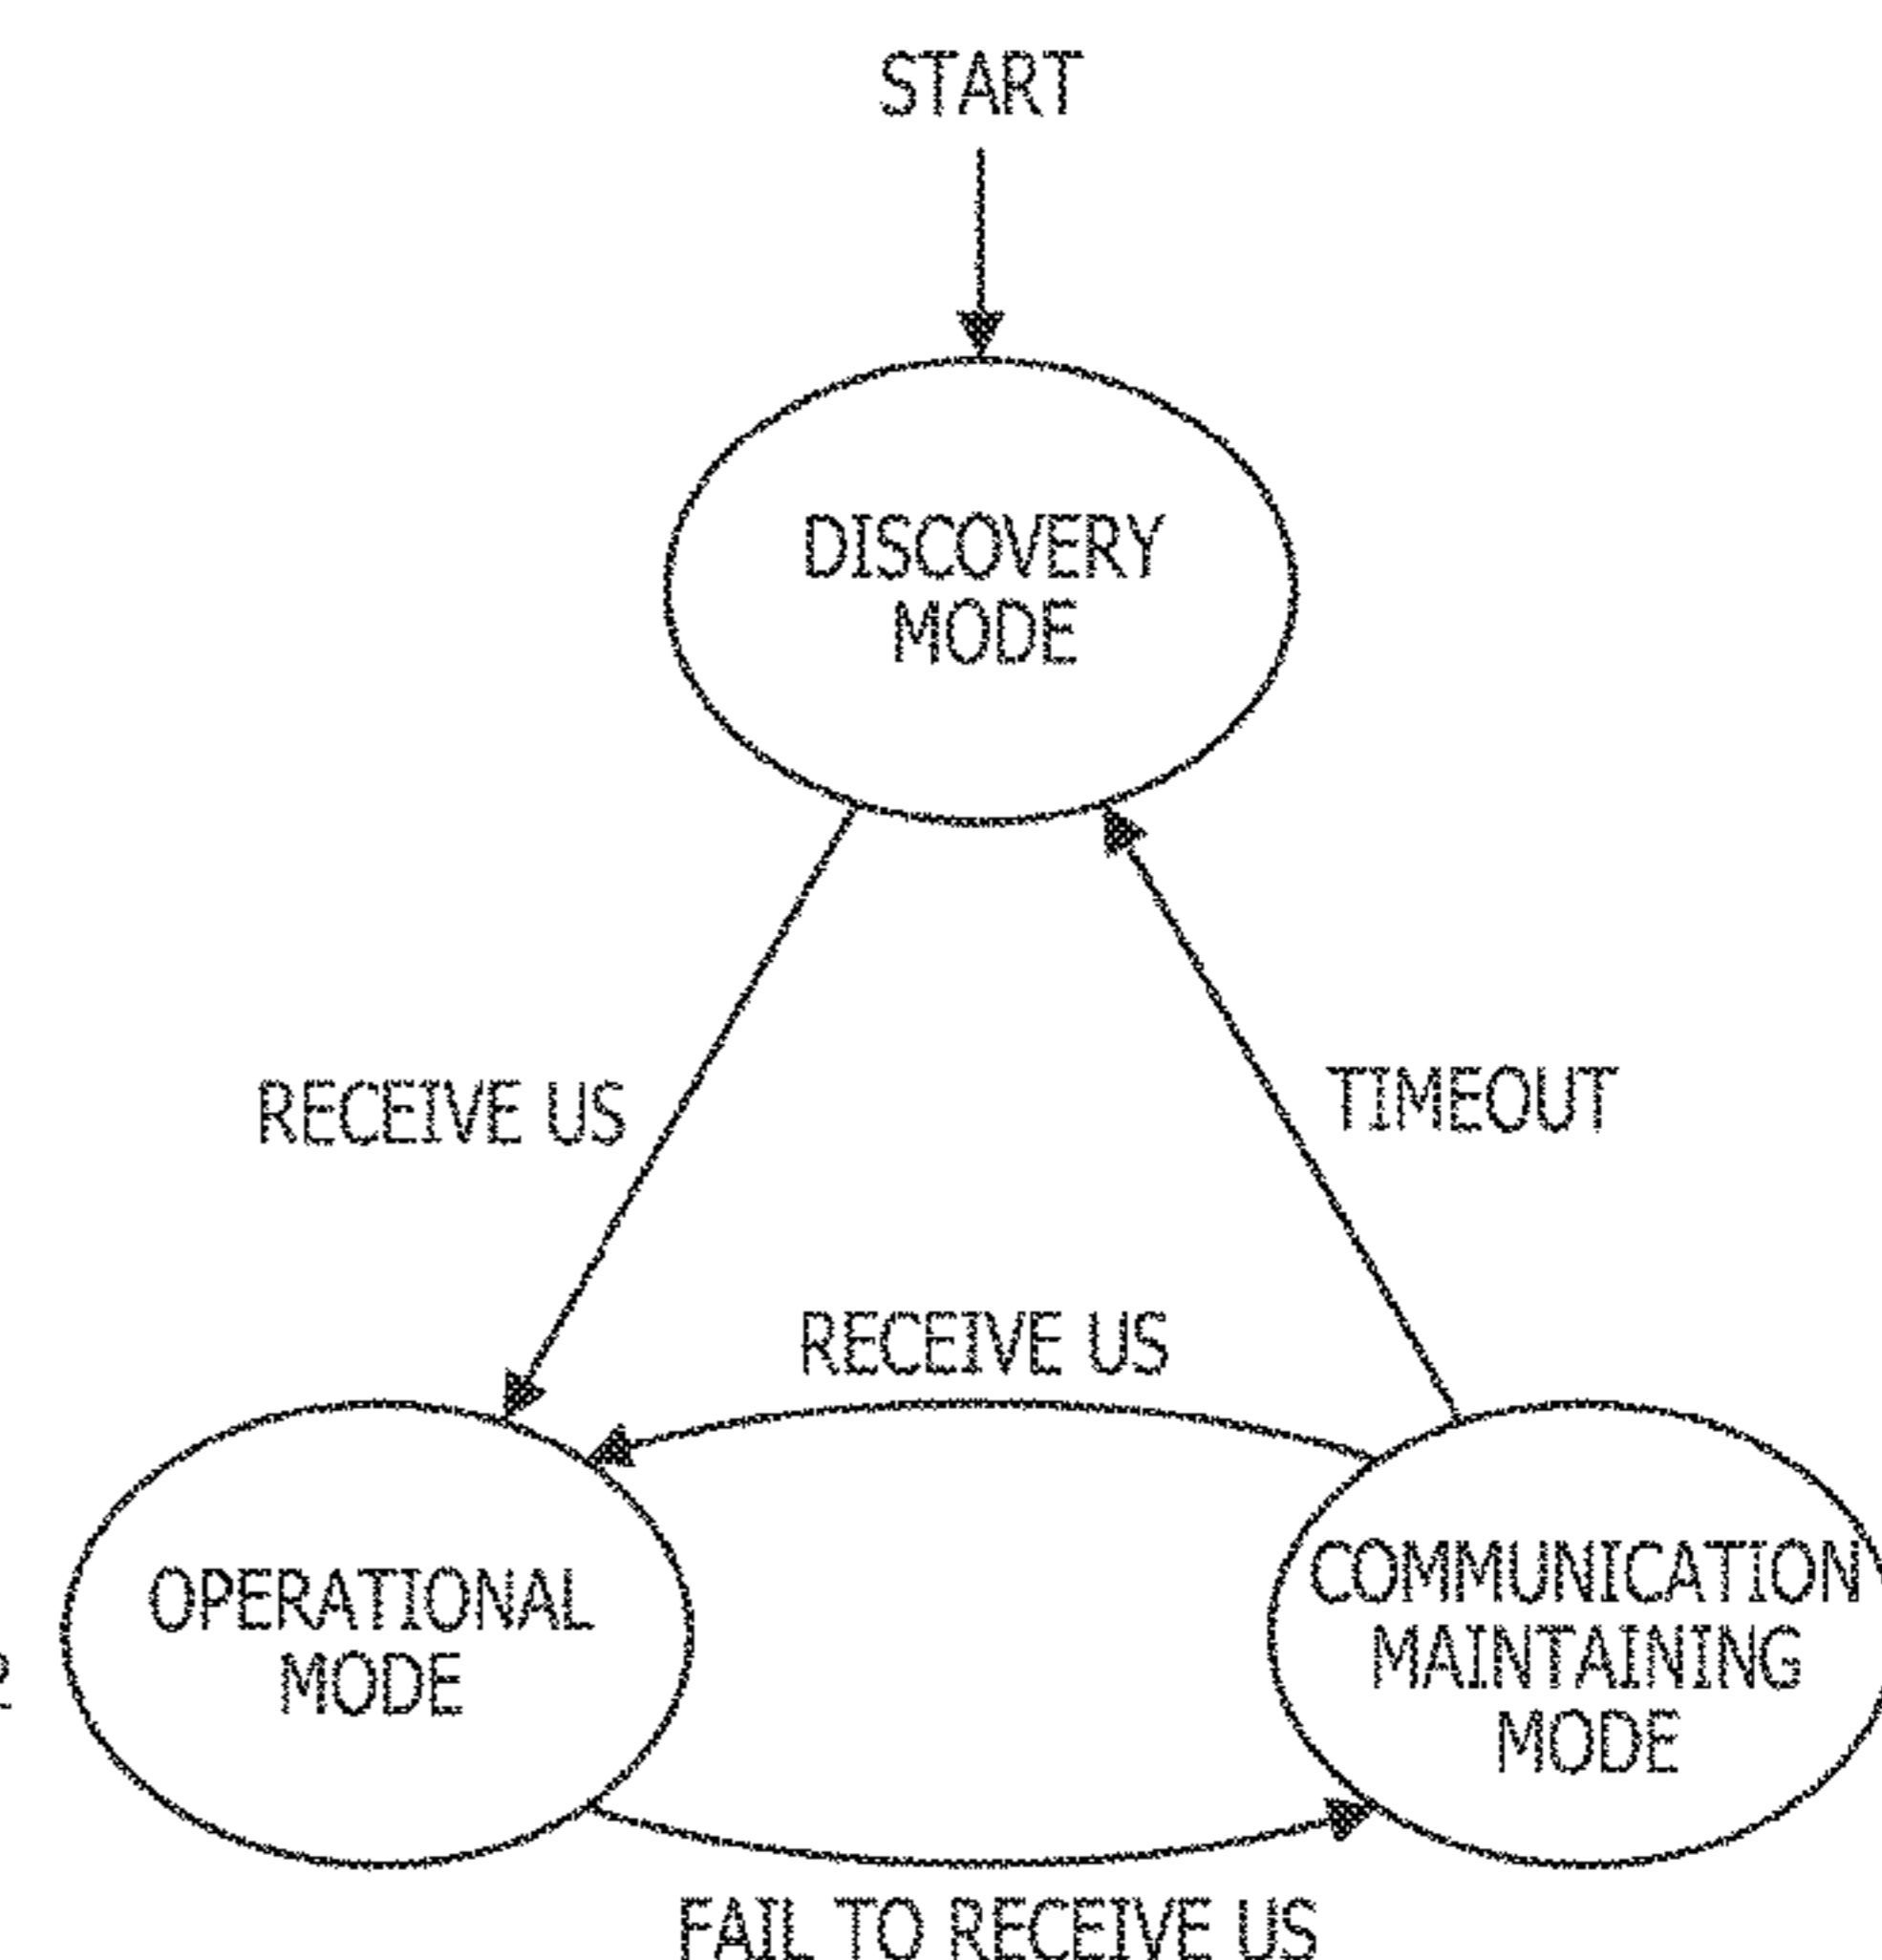 START
DISCOVERY
MODE
RECEIVE US
TIMEOUT
RECEIVE US
OPERATIONAL
MODE
COMMUNICATION
MAINTAINING
MODE
FAIL TO RECEIVE US